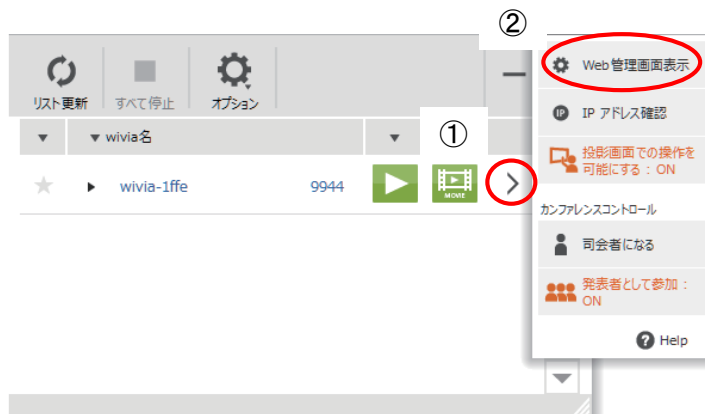 ②
リスト更新
すべて停止
オプション
Web 管理画面表示
IP アドレス確認
▼ ▼ wivia名 ▼ ①
投影画面での操作を
可能にする : ON
wivia-1ffe 9944 MOVIE
カンファレンスコントロール
司会者になる
発表者として参加 :
ON
Help